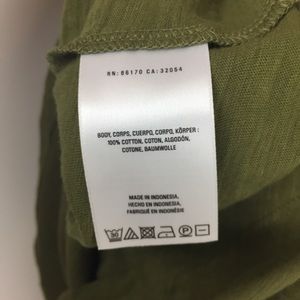 RN: 86170 CA: 32054
BODY, CORPS, CUERPO, CORPO, KÖRPER :
100% COTTON, COTON, ALGODÓN,
COTONE, BAUMWOLLE
MADE IN INDONESIA,
HECHO EN INDONESIA,
FABRIQUÉ EN INDONÉSIE
30 P